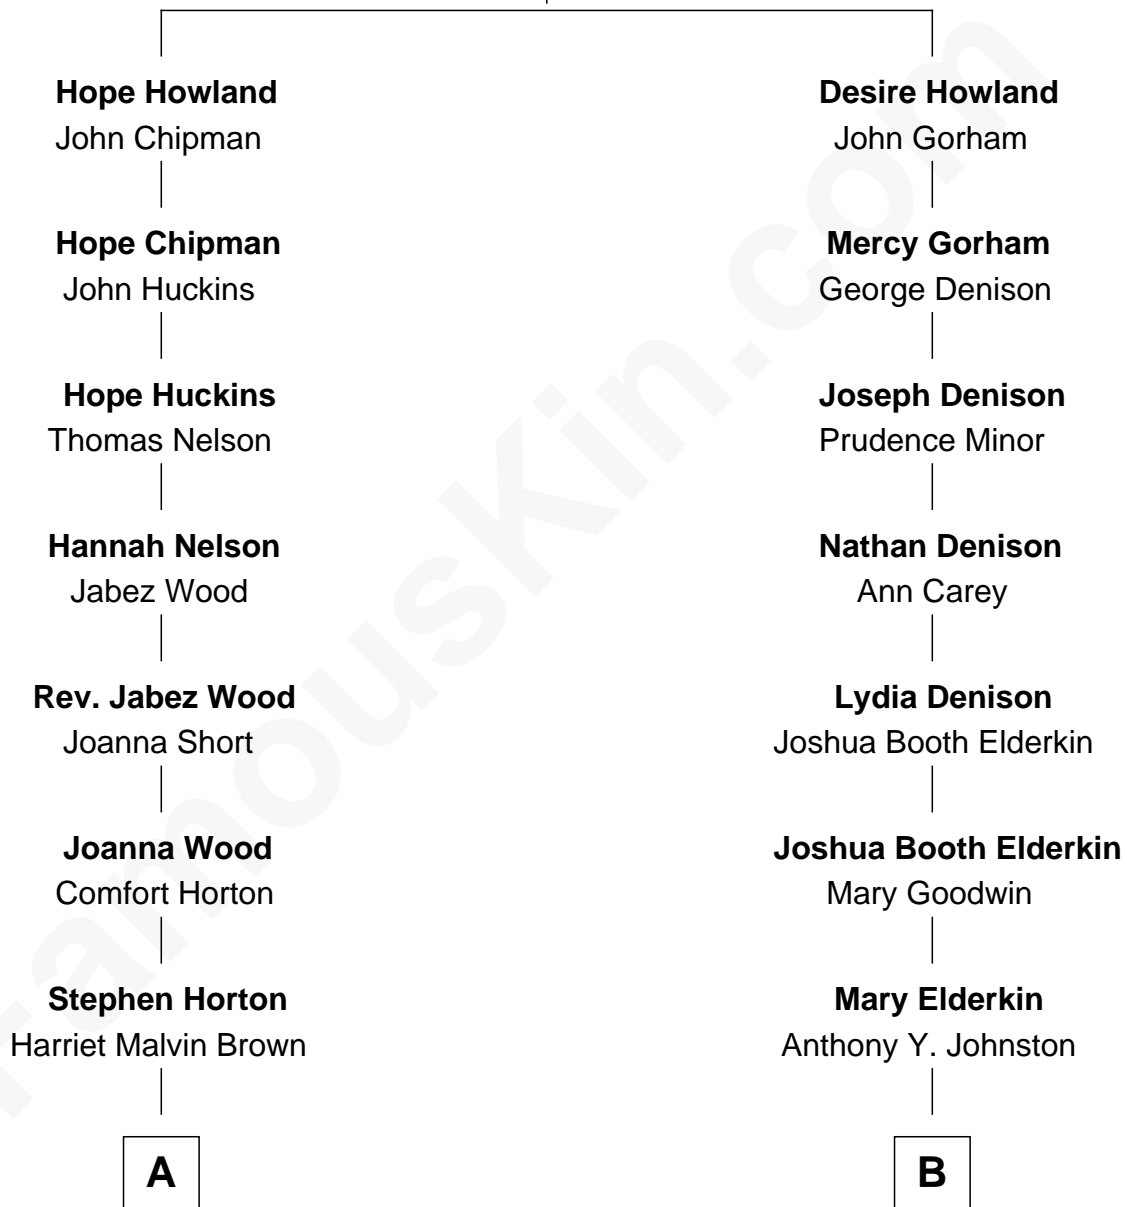 Hope Howland
John Chipman
Hope Chipman
John Huckins
Hope Huckins
Thomas Nelson
Hannah Nelson
Jabez Wood
Rev. Jabez Wood
Joanna Short
Joanna Wood
Comfort Horton
Stephen Horton
Harriet Malvin Brown
A
Desire Howland
John Gorham
Mercy Gorham
George Denison
Joseph Denison
Prudence Minor
Nathan Denison
Ann Carey
Lydia Denison
Joshua Booth Elderkin
Joshua Booth Elderkin
Mary Goodwin
Mary Elderkin
Anthony Y. Johnston
B
FamousKin.com